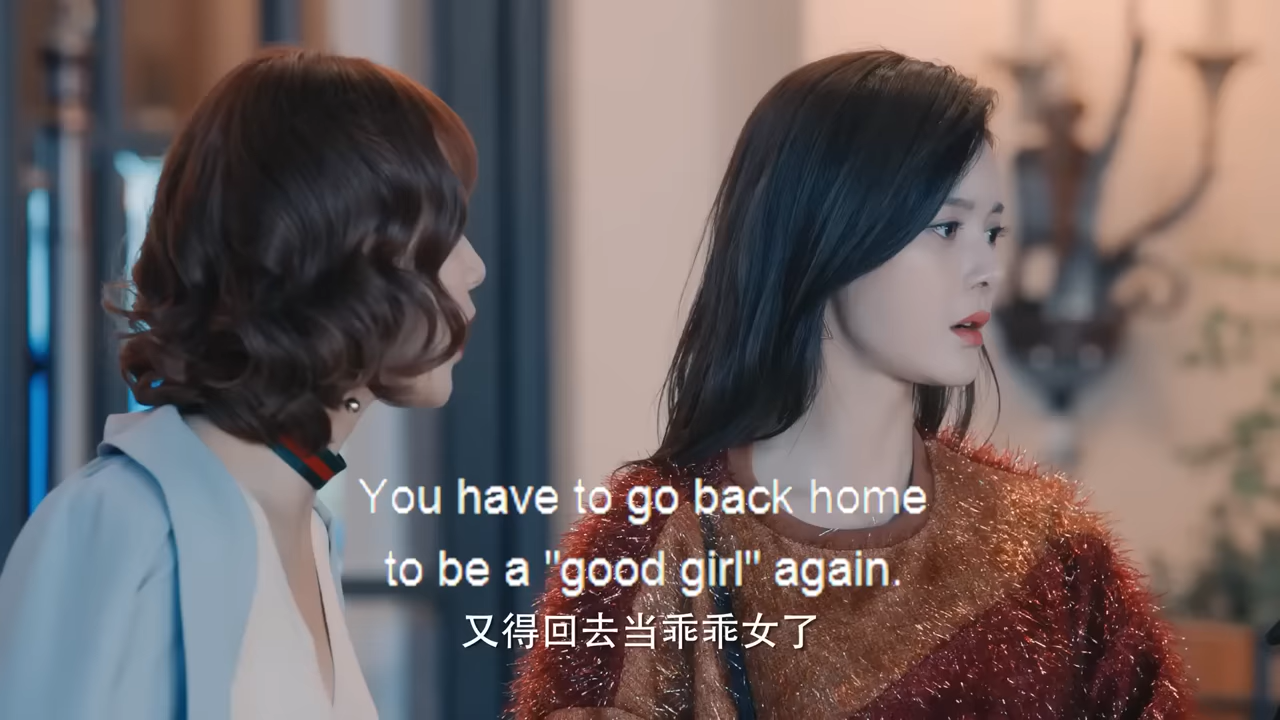 You have to go back home
to be a "good girl" again.
又得回去当乖乖女了